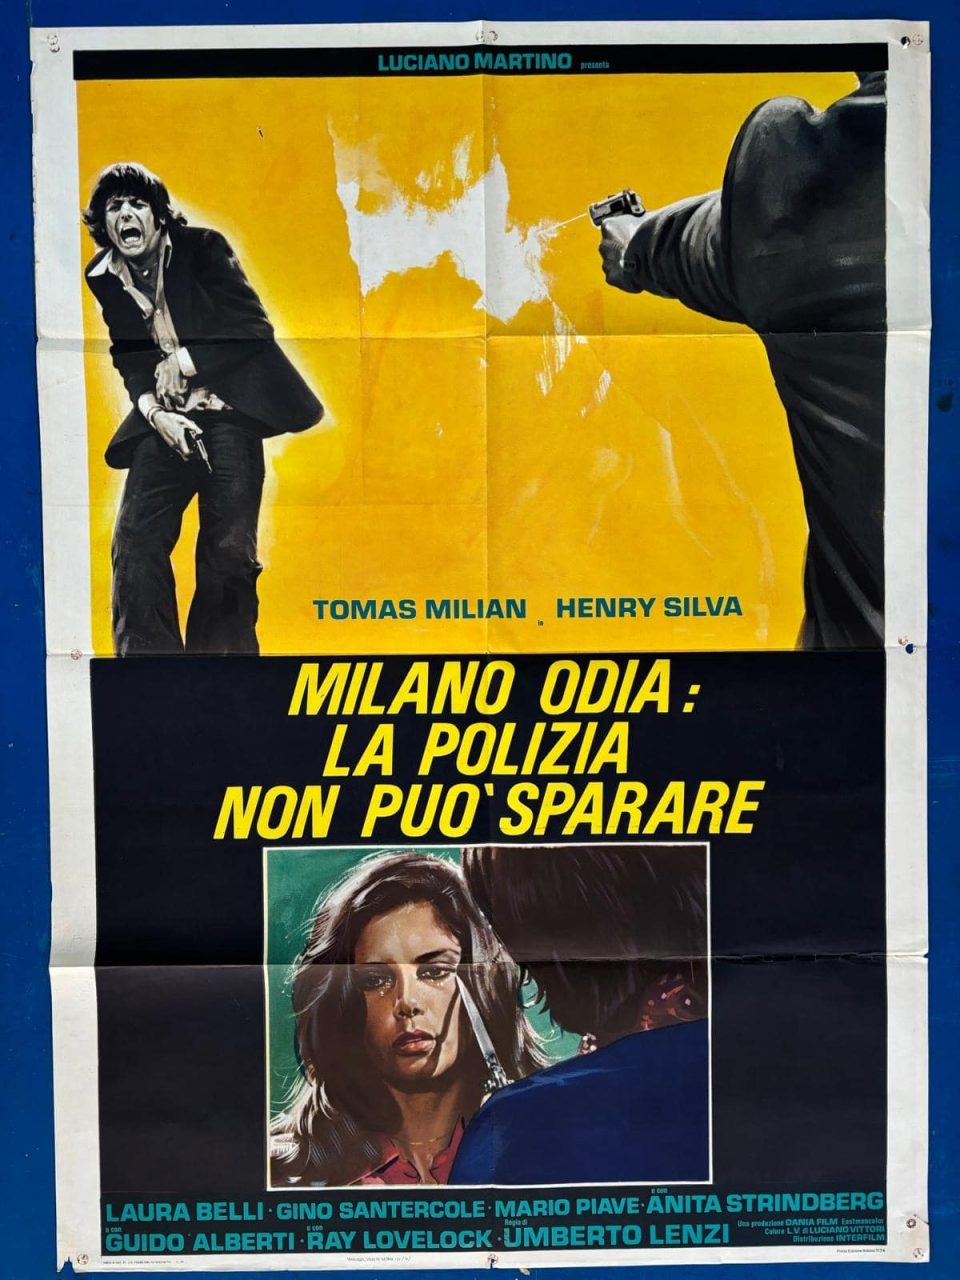 LUCIANO MARTINO presenta
TOMAS MILIAN in HENRY SILVA
MILANO ODIA:
LA POLIZIA
NON PUO' SPARARE
LAURA BELLI · GINO SANTERCOLE · MARIO PIAVE · e con ANITA STRINDBERG
e con GUIDO ALBERTI · e con RAY LOVELOCK · Regia di UMBERTO LENZI
Una produzione DANIA FILM Eastmancolor
Colore L.V. di LUCIANO VITTORI
Distribuzione INTERFILM